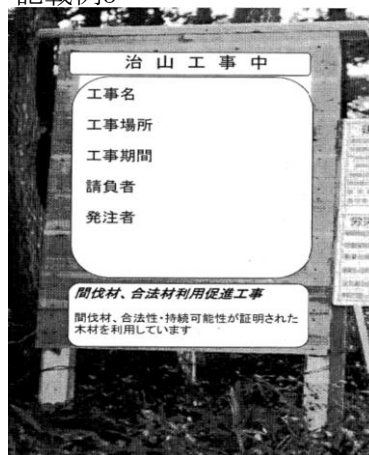 治山工事中
工事名
工事場所
工事期間
請負者
発注者
間伐材、合法材利用促進工事
間伐材、合法性・持続可能性が証明された
木材を利用しています